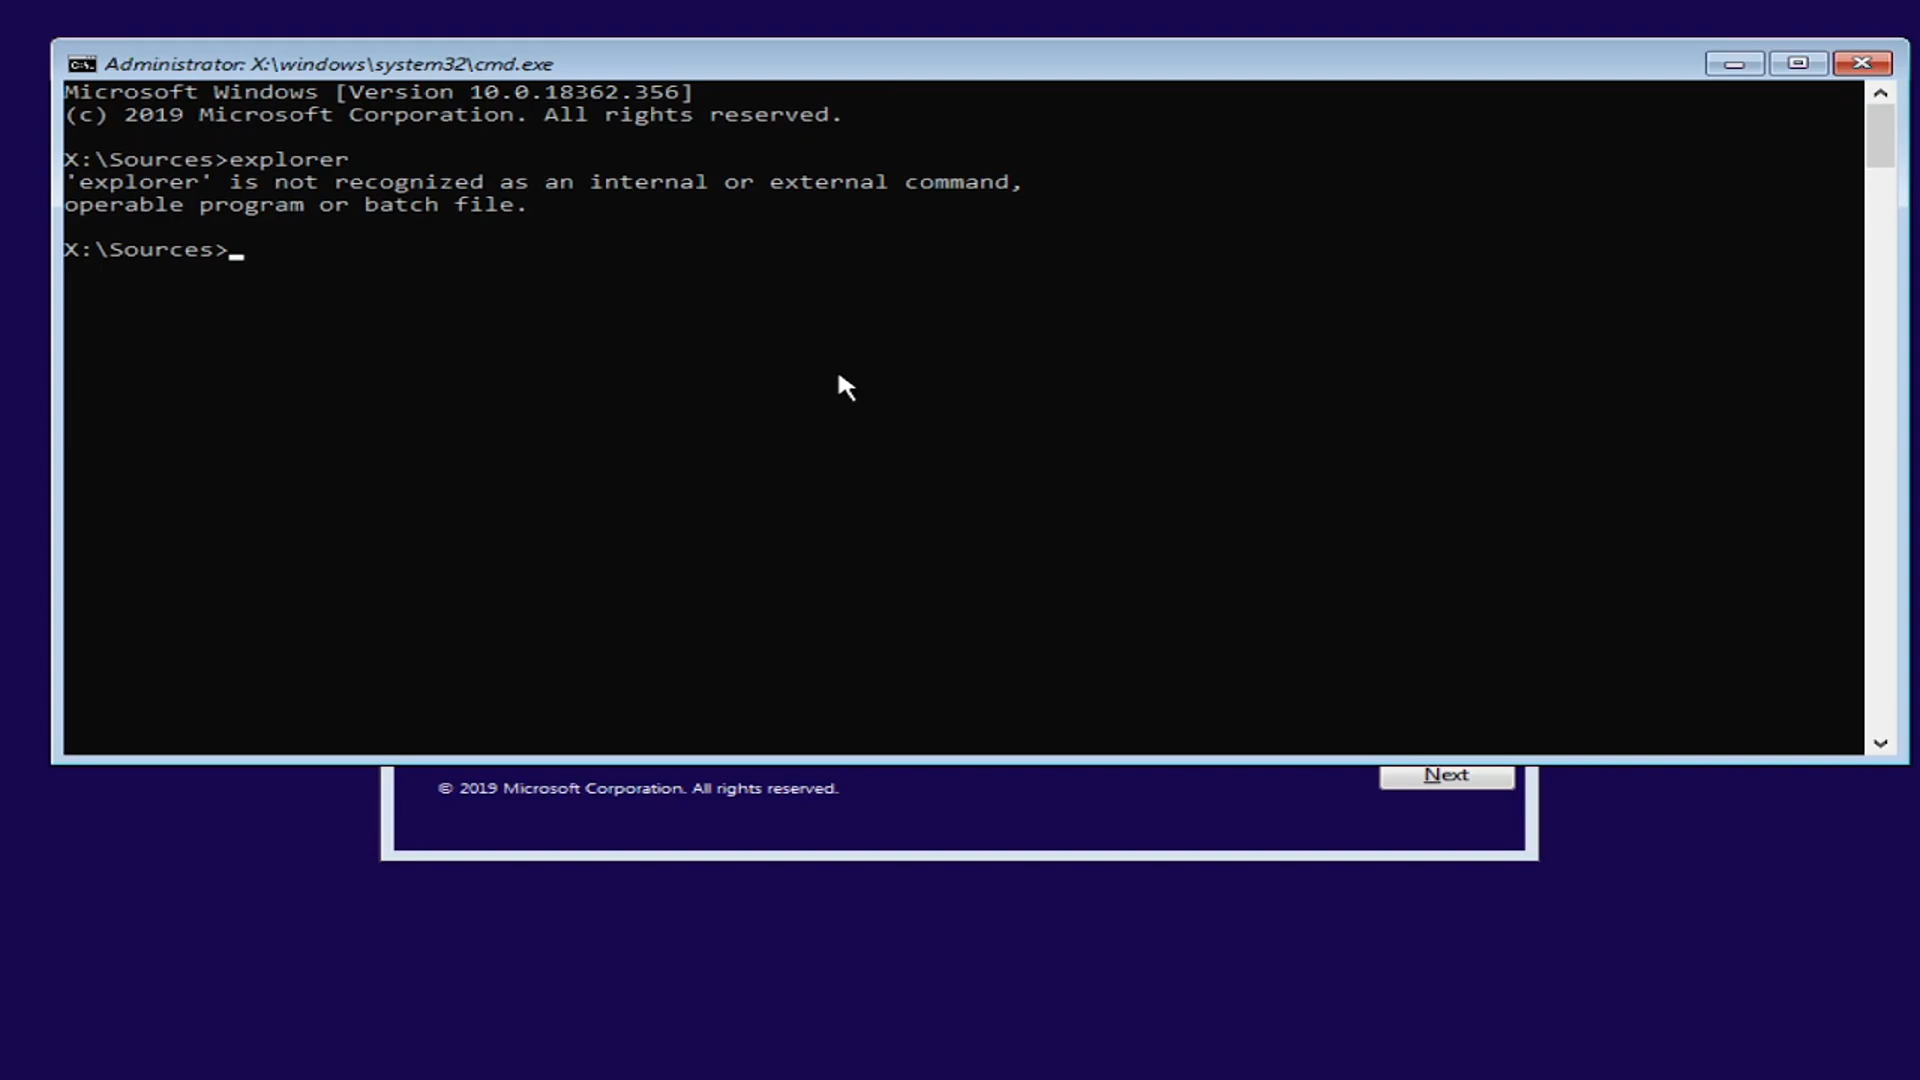 Administrator: X:\windows\system32\cmd.exe
Microsoft Windows [Version 10.0.18362.356]
(c) 2019 Microsoft Corporation. All rights reserved.
X:\Sources>explorer
'explorer' is not recognized as an internal or external command,
operable program or batch file.
X:\Sources>
Next
© 2019 Microsoft Corporation. All rights reserved.